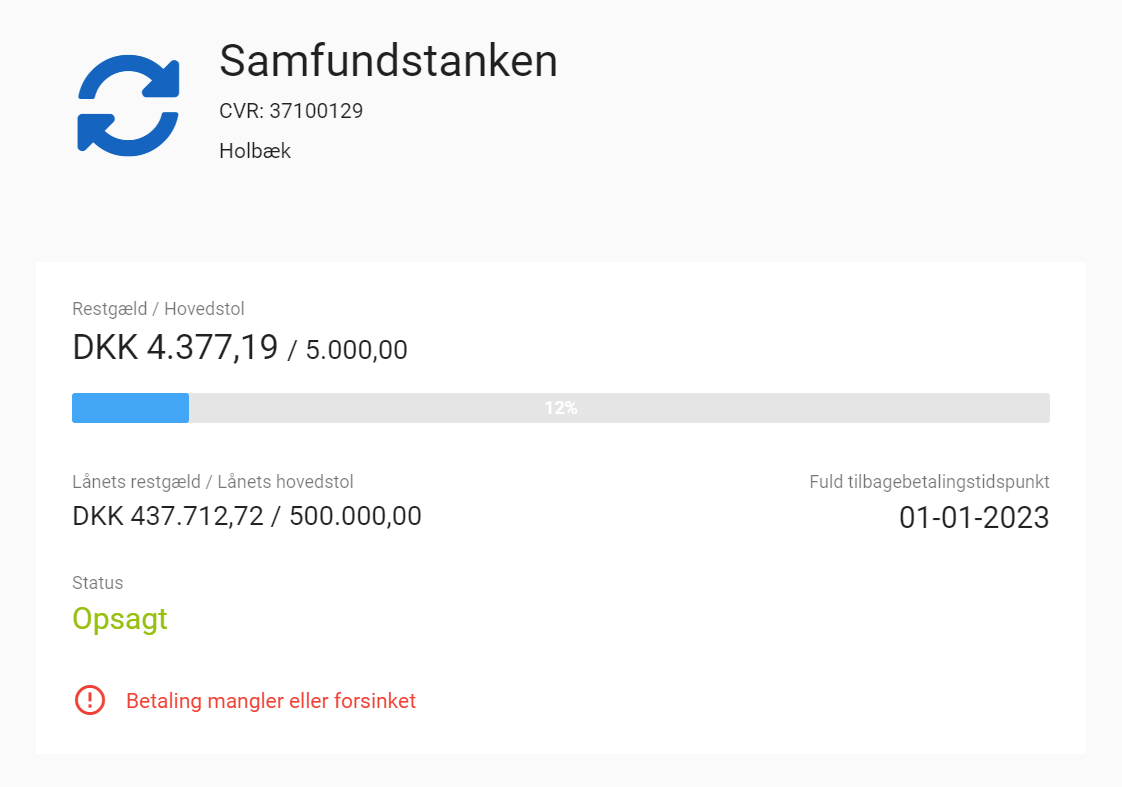 Samfundstanken
CVR: 37100129
Holbæk
Restgæld / Hovedstol
DKK 4.377,19 / 5.000,00
12%
Lånets restgæld / Lånets hovedstol
DKK 437.712,72 / 500.000,00
Fuld tilbagebetalingstidspunkt
01-01-2023
Status
Opsagt
Betaling mangler eller forsinket